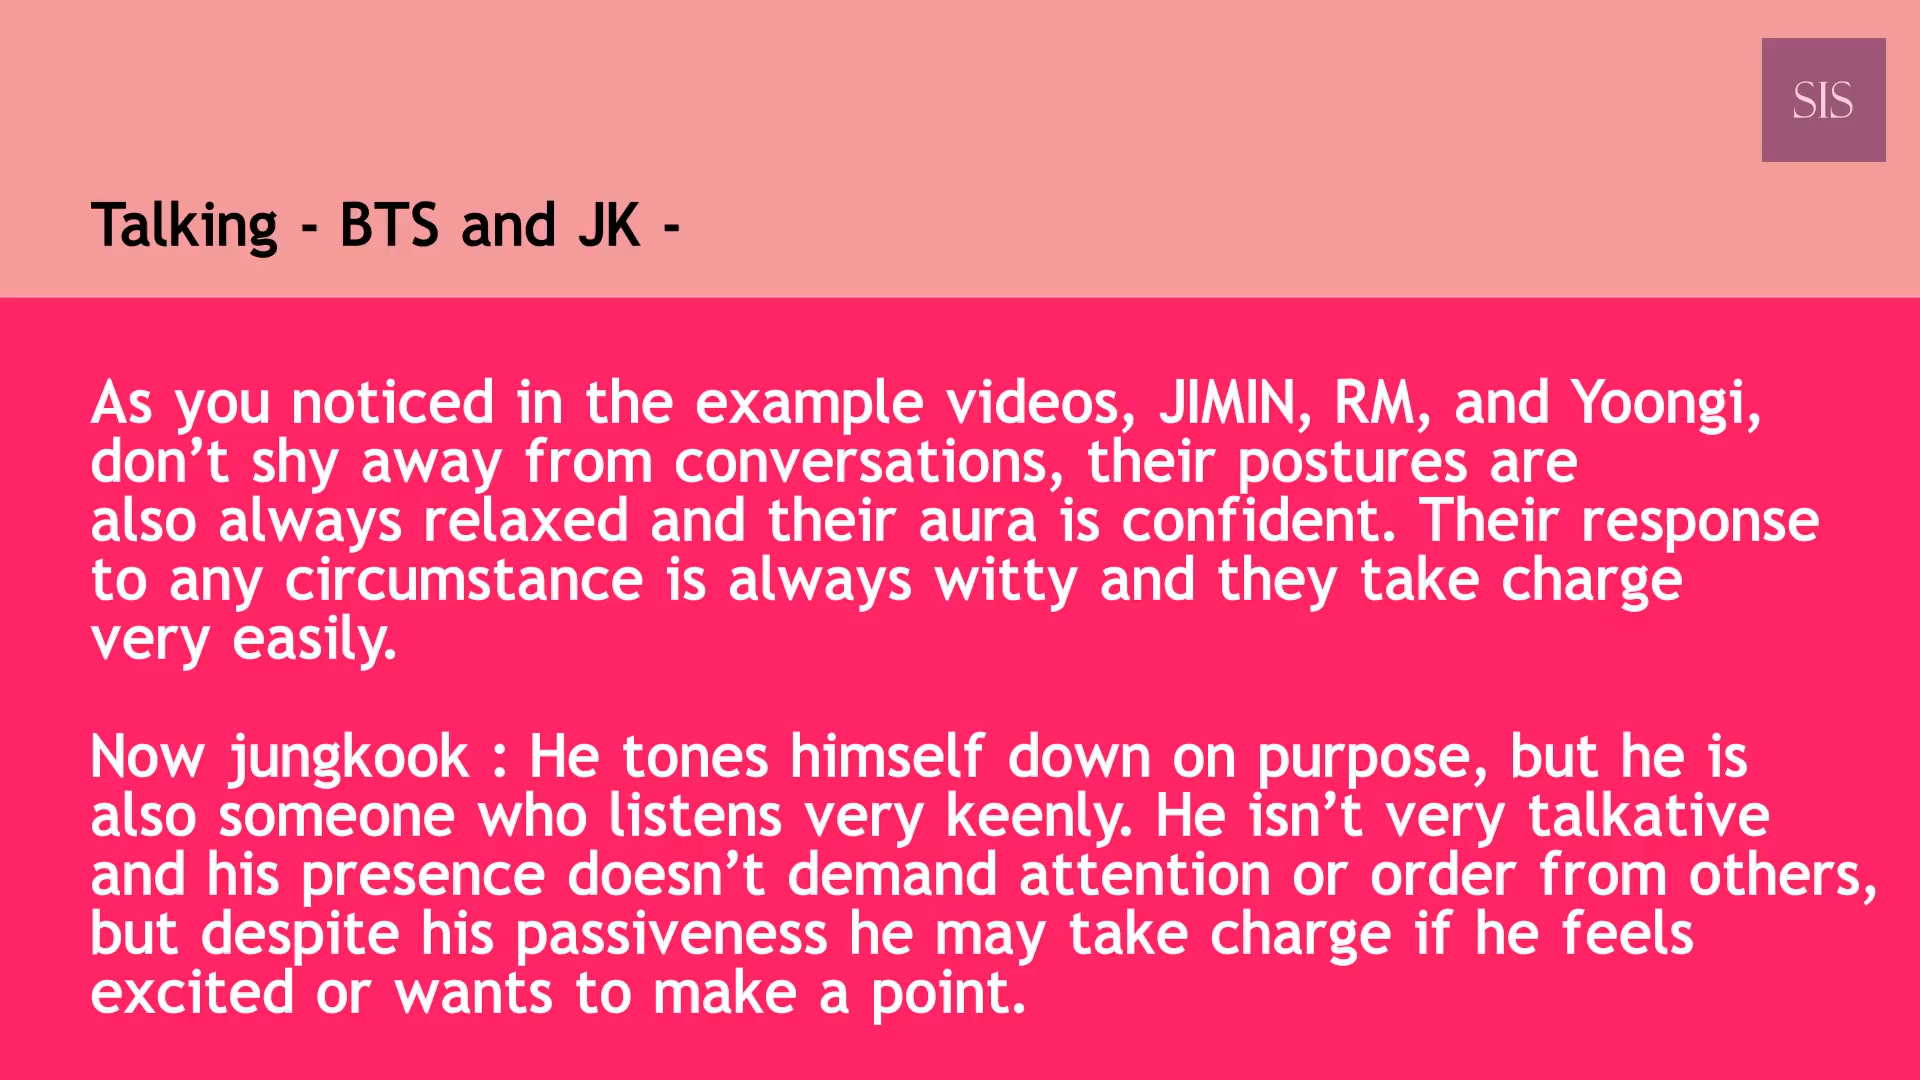 SIS
Talking - BTS and JK -
As you noticed in the example videos, JIMIN, RM, and Yoongi,
don’t shy away from conversations, their postures are
also always relaxed and their aura is confident. Their response
to any circumstance is always witty and they take charge
very easily.
Now jungkook : He tones himself down on purpose, but he is
also someone who listens very keenly. He isn’t very talkative
and his presence doesn’t demand attention or order from others,
but despite his passiveness he may take charge if he feels
excited or wants to make a point.